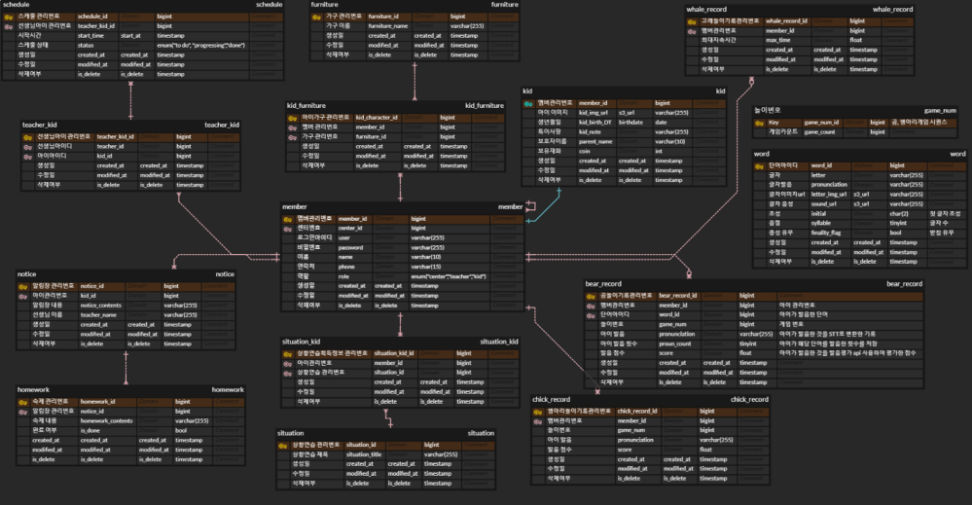 schedule schedule
스케줄 관리번호 schedule_id bigint
선생님아이 관리번호 teacher_kid_id bigint
시작시간 start_time start_at timestamp
스케줄 상태 status enum("to do","progressing","done")
생성일 created_at created_at timestamp
수정일 modified_at modified_at timestamp
삭제여부 is_delete is_delete timestamp
furniture furniture
가구 관리번호 furniture_id bigint
가구 이름 furniture_name varchar(255)
생성일 created_at created_at timestamp
수정일 modified_at modified_at timestamp
삭제여부 is_delete is_delete timestamp
whale_record whale_record
고래놀이기록관리번호 whale_record_id bigint
멤버관리번호 member_id bigint
최대지속시간 max_time float
생성일 created_at created_at timestamp
수정일 modified_at modified_at timestamp
삭제여부 is_delete is_delete timestamp
kid kid
멤버관리번호 member_id bigint
아이 이미지 kid_img_url s3_url varchar(255)
생년월일 kid_birth_DT birthdate date
특이사항 kid_note varchar(255)
보호자이름 parent_name varchar(10)
보유재화 coin int
생성일 created_at created_at timestamp
수정일 modified_at modified_at timestamp
삭제여부 is_delete is_delete timestamp
kid_furniture kid_furniture
아이가구 관리번호 kid_character_id bigint
멤버 관리번호 member_id bigint
가구 관리번호 furniture_id bigint
생성일 created_at created_at timestamp
수정일 modified_at modified_at timestamp
삭제여부 is_delete is_delete timestamp
놀이번호 game_num
tiny game_num_id bigint 곰, 병아리게임 시퀀스
게임카운트 game_count bigint
teacher_kid teacher_kid
선생님아이 관리번호 teacher_kid_id bigint
선생님아이디 teacher_id bigint
아이아이디 kid_id bigint
생성일 created_at created_at timestamp
수정일 modified_at modified_at timestamp
삭제여부 is_delete is_delete timestamp
word word
단어아이디 word_id bigint
글자 letter varchar(255)
글자발음 pronunciation varchar(255)
글자이미지url letter_img_url s3_url varchar(255)
글자 음성 sound_url s3_url varchar(255)
초성 initial char(2) 첫 글자 초성
음절 syllable tinyint 글자 수
종성 유무 finality_flag bool 받침 유무
생성일 created_at created_at timestamp
수정일 modified_at modified_at timestamp
삭제여부 is_delete is_delete timestamp
member member
멤버관리번호 member_id bigint
센터번호 center_id bigint
로그인아이디 user varchar(255)
비밀번호 password varchar(255)
이름 name varchar(10)
연락처 phone varchar(15)
역할 role enum("center","teacher","kid")
생성일 created_at created_at timestamp
수정일 modified_at modified_at timestamp
삭제여부 is_delete is_delete timestamp
notice notice
알림장 관리번호 notice_id bigint
아이관리번호 kid_id bigint
알림장 내용 notice_contents varchar(255)
선생님 이름 teacher_name varchar(255)
생성일 created_at created_at timestamp
수정일 modified_at modified_at timestamp
삭제여부 is_delete is_delete timestamp
bear_record bear_record
곰놀이기록관리번호 bear_record_id bigint
멤버관리번호 member_id bigint 아이 관리번호
단어아이디 word_id bigint 아이가 발음한 단어
놀이번호 game_num bigint 게임 번호
아이 발음 pronunciation varchar(255) 아이가 발음한 것을 STT로 변환한 기록
아이 발음 횟수 proun_count tinyint 아이가 해당 단어를 발음한 횟수를 저장
발음 점수 score float 아이가 발음한 것을 발음평가 api 사용하여 평가한 점수
생성일 created_at created_at timestamp
수정일 modified_at modified_at timestamp
삭제여부 is_delete is_delete timestamp
situation_kid situation_kid
상황연습획득정보 관리번호 situation_kid_id bigint
아이관리번호 member_id bigint
상황연습 관리번호 situation_id bigint
생성일 created_at created_at timestamp
수정일 modified_at modified_at timestamp
삭제여부 is_delete is_delete timestamp
homework homework
숙제 관리번호 homework_id bigint
알림장 관리번호 notice_id bigint
숙제 내용 homework_contents varchar(255)
완료 여부 is_done bool
created_at created_at created_at timestamp
modified_at modified_at modified_at timestamp
is_delete is_delete is_delete timestamp
chick_record chick_record
병아리놀이기록관리번호 chick_record_id bigint
멤버관리번호 member_id bigint
놀이번호 game_num bigint
아이 발음 pronunciation varchar(255)
발음 점수 score float
생성일 created_at created_at timestamp
수정일 modified_at modified_at timestamp
삭제여부 is_delete is_delete timestamp
situation situation
상황연습 관리번호 situation_id bigint
상황연습 제목 situation_title varchar(255)
생성일 created_at created_at timestamp
수정일 modified_at modified_at timestamp
삭제여부 is_delete is_delete timestamp